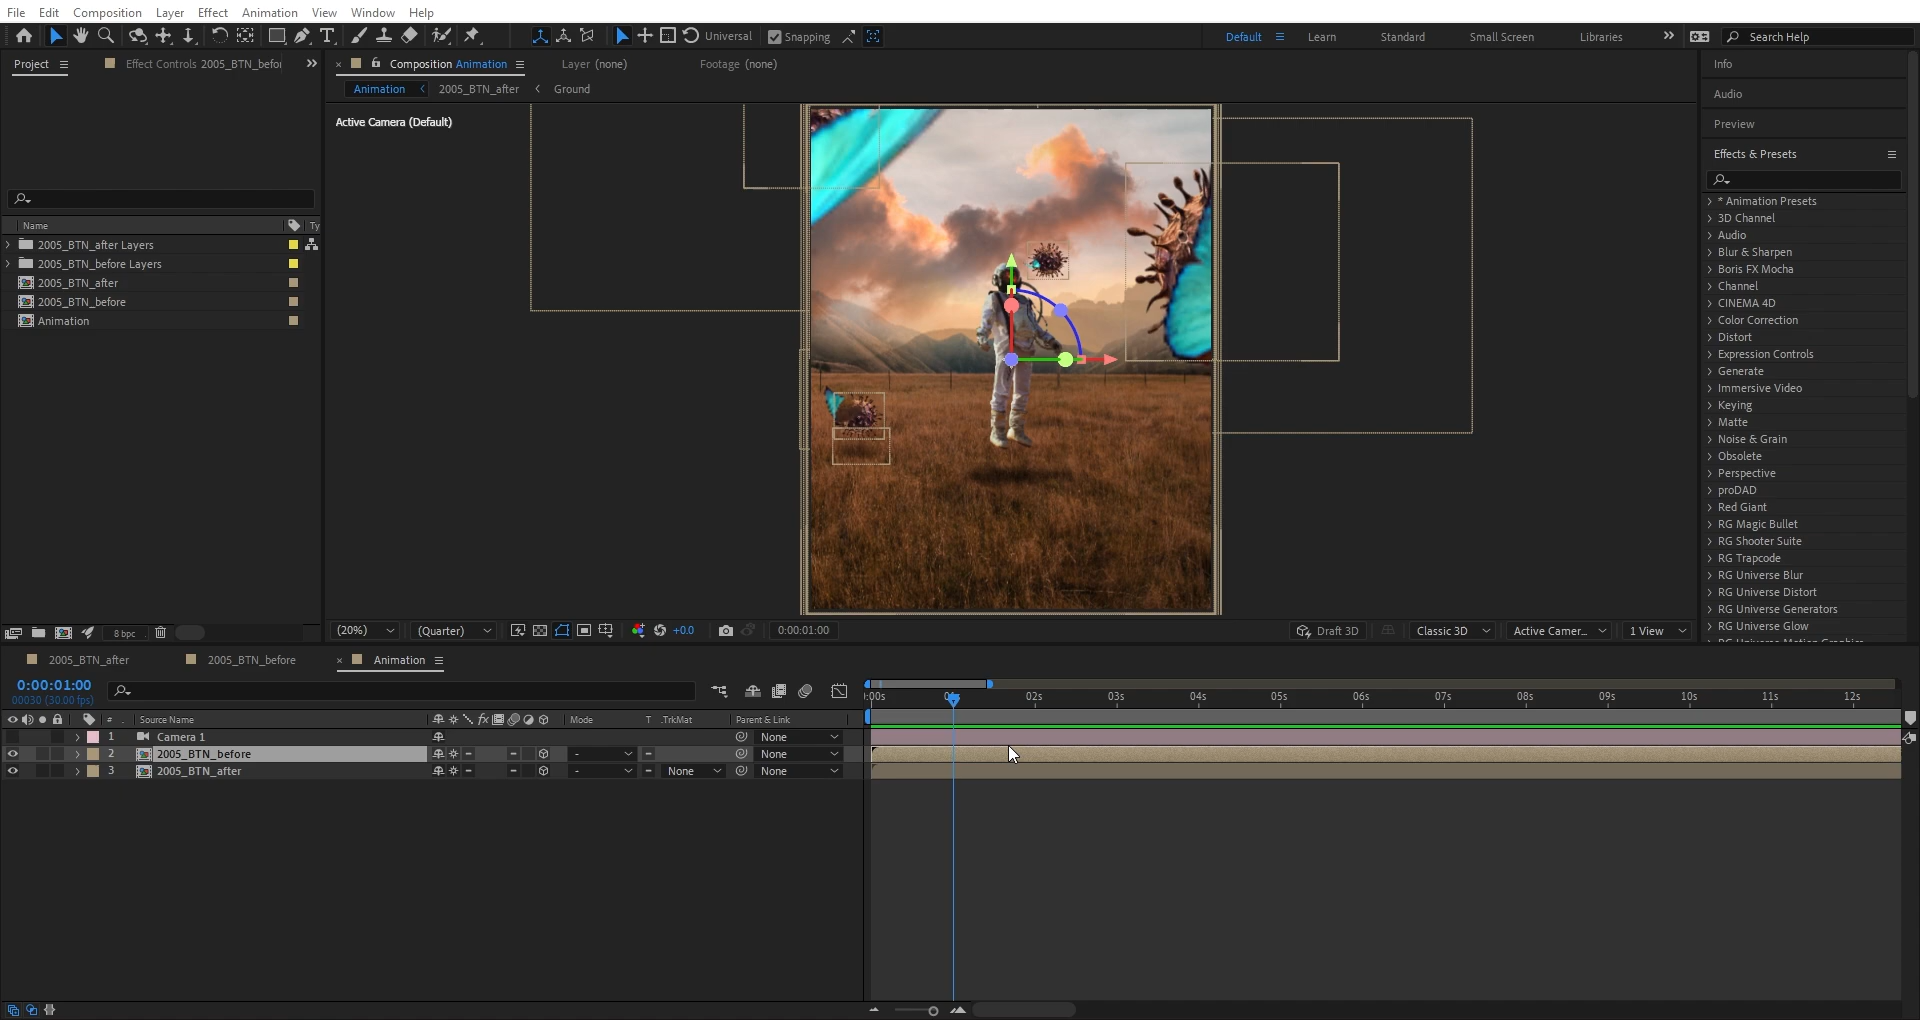 File Edit Composition Layer Effect Animation View Window Help
Universal Snapping Default Learn Standard Small Screen Libraries Search Help
Project Effect Controls 2005_BTN_befo
Composition Animation Layer (none) Footage (none)
Animation 2005_BTN_after Ground
Active Camera (Default)
Name Ty
2005_BTN_after Layers
2005_BTN_before Layers
2005_BTN_after
2005_BTN_before
Animation
8 bpc
(20%) (Quarter) +0.0 0:00:01:00 Draft 3D Classic 3D Active Camer... 1 View
Info
Audio
Preview
Effects & Presets
* Animation Presets
3D Channel
Audio
Blur & Sharpen
Boris FX Mocha
Channel
CINEMA 4D
Color Correction
Distort
Expression Controls
Generate
Immersive Video
Keying
Matte
Noise & Grain
Obsolete
Perspective
proDAD
Red Giant
RG Magic Bullet
RG Shooter Suite
RG Trapcode
RG Universe Blur
RG Universe Distort
RG Universe Generators
RG Universe Glow
RG Universe Motion Graphics
2005_BTN_after 2005_BTN_before Animation
0:00:01:00
00030 (30.00 fps)
:00s 02s 03s 04s 05s 06s 07s 08s 09s 10s 11s 12s
# Source Name fx Mode T .TrkMat Parent & Link
1 Camera 1 None
2 2005_BTN_before - None
3 2005_BTN_after - None None